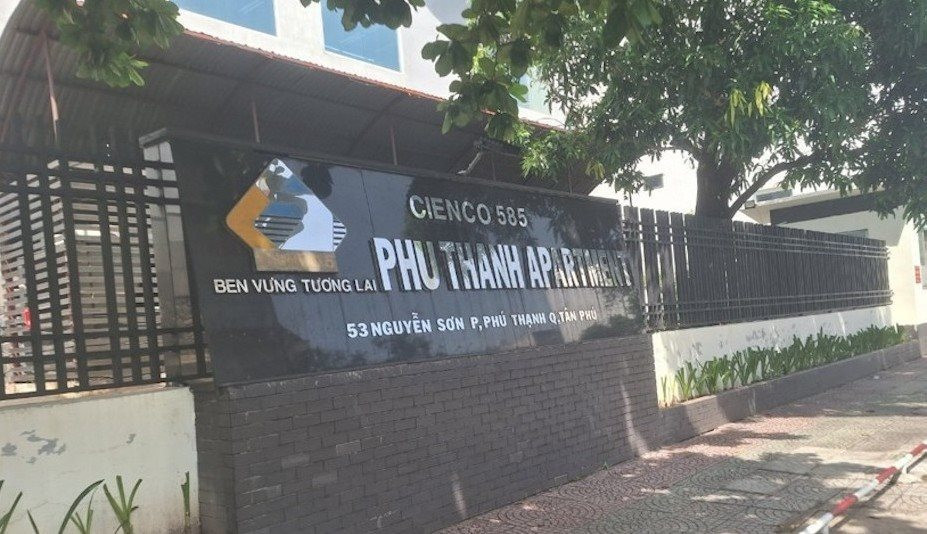 CIENCO 585
PHU THANH APARTMENT
BEN VỮNG TƯƠNG LAI
53 NGUYỄN SƠN P, PHÚ THẠNH Q, TÂN PHÚ